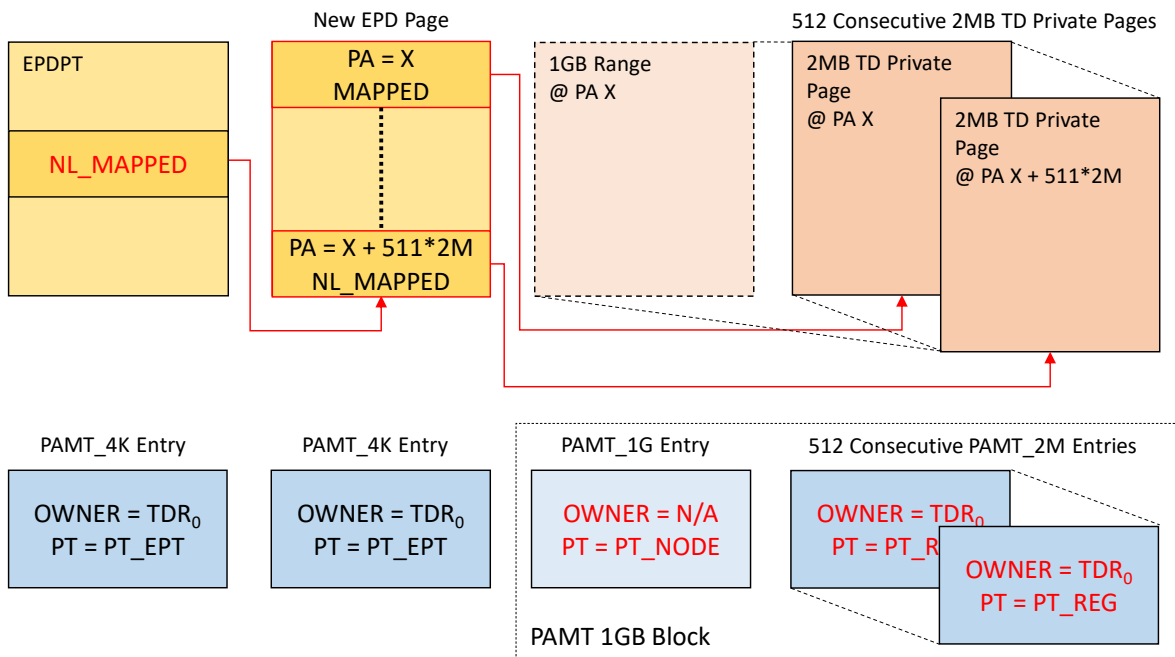 New EPD Page
512 Consecutive 2MB TD Private Pages
EPDPT
NL_MAPPED
PA = X
MAPPED
PA = X + 511*2M
NL_MAPPED
1GB Range
@ PA X
2MB TD Private
Page
@ PA X
2MB TD Private
Page
@ PA X + 511*2M
PAMT_4K Entry
OWNER = TDR₀
PT = PT_EPT
PAMT_4K Entry
OWNER = TDR₀
PT = PT_EPT
PAMT_1G Entry
OWNER = N/A
PT = PT_NODE
512 Consecutive PAMT_2M Entries
OWNER = TDR₀
PT =
OWNER = TDR₀
PT = PT_REG
PAMT 1GB Block